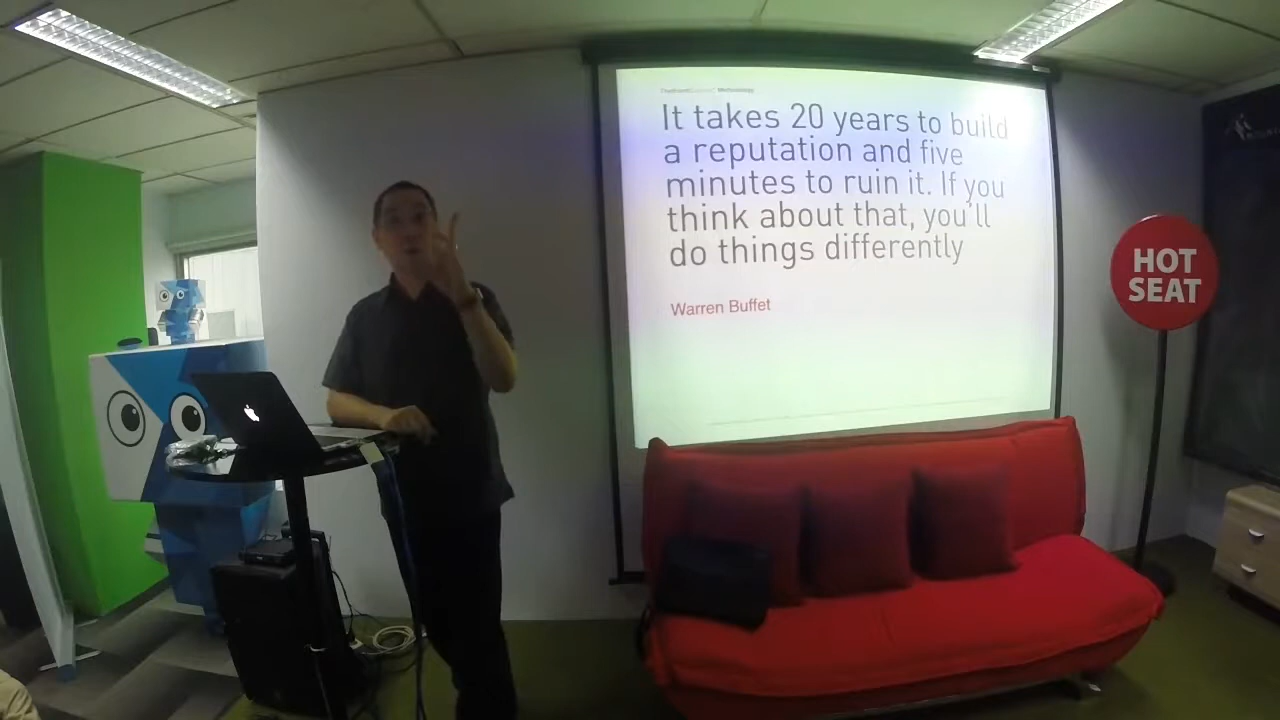 Methodology
It takes 20 years to build
a reputation and five
minutes to ruin it. If you
think about that, you'll
do things differently
Warren Buffet
HOT
SEAT